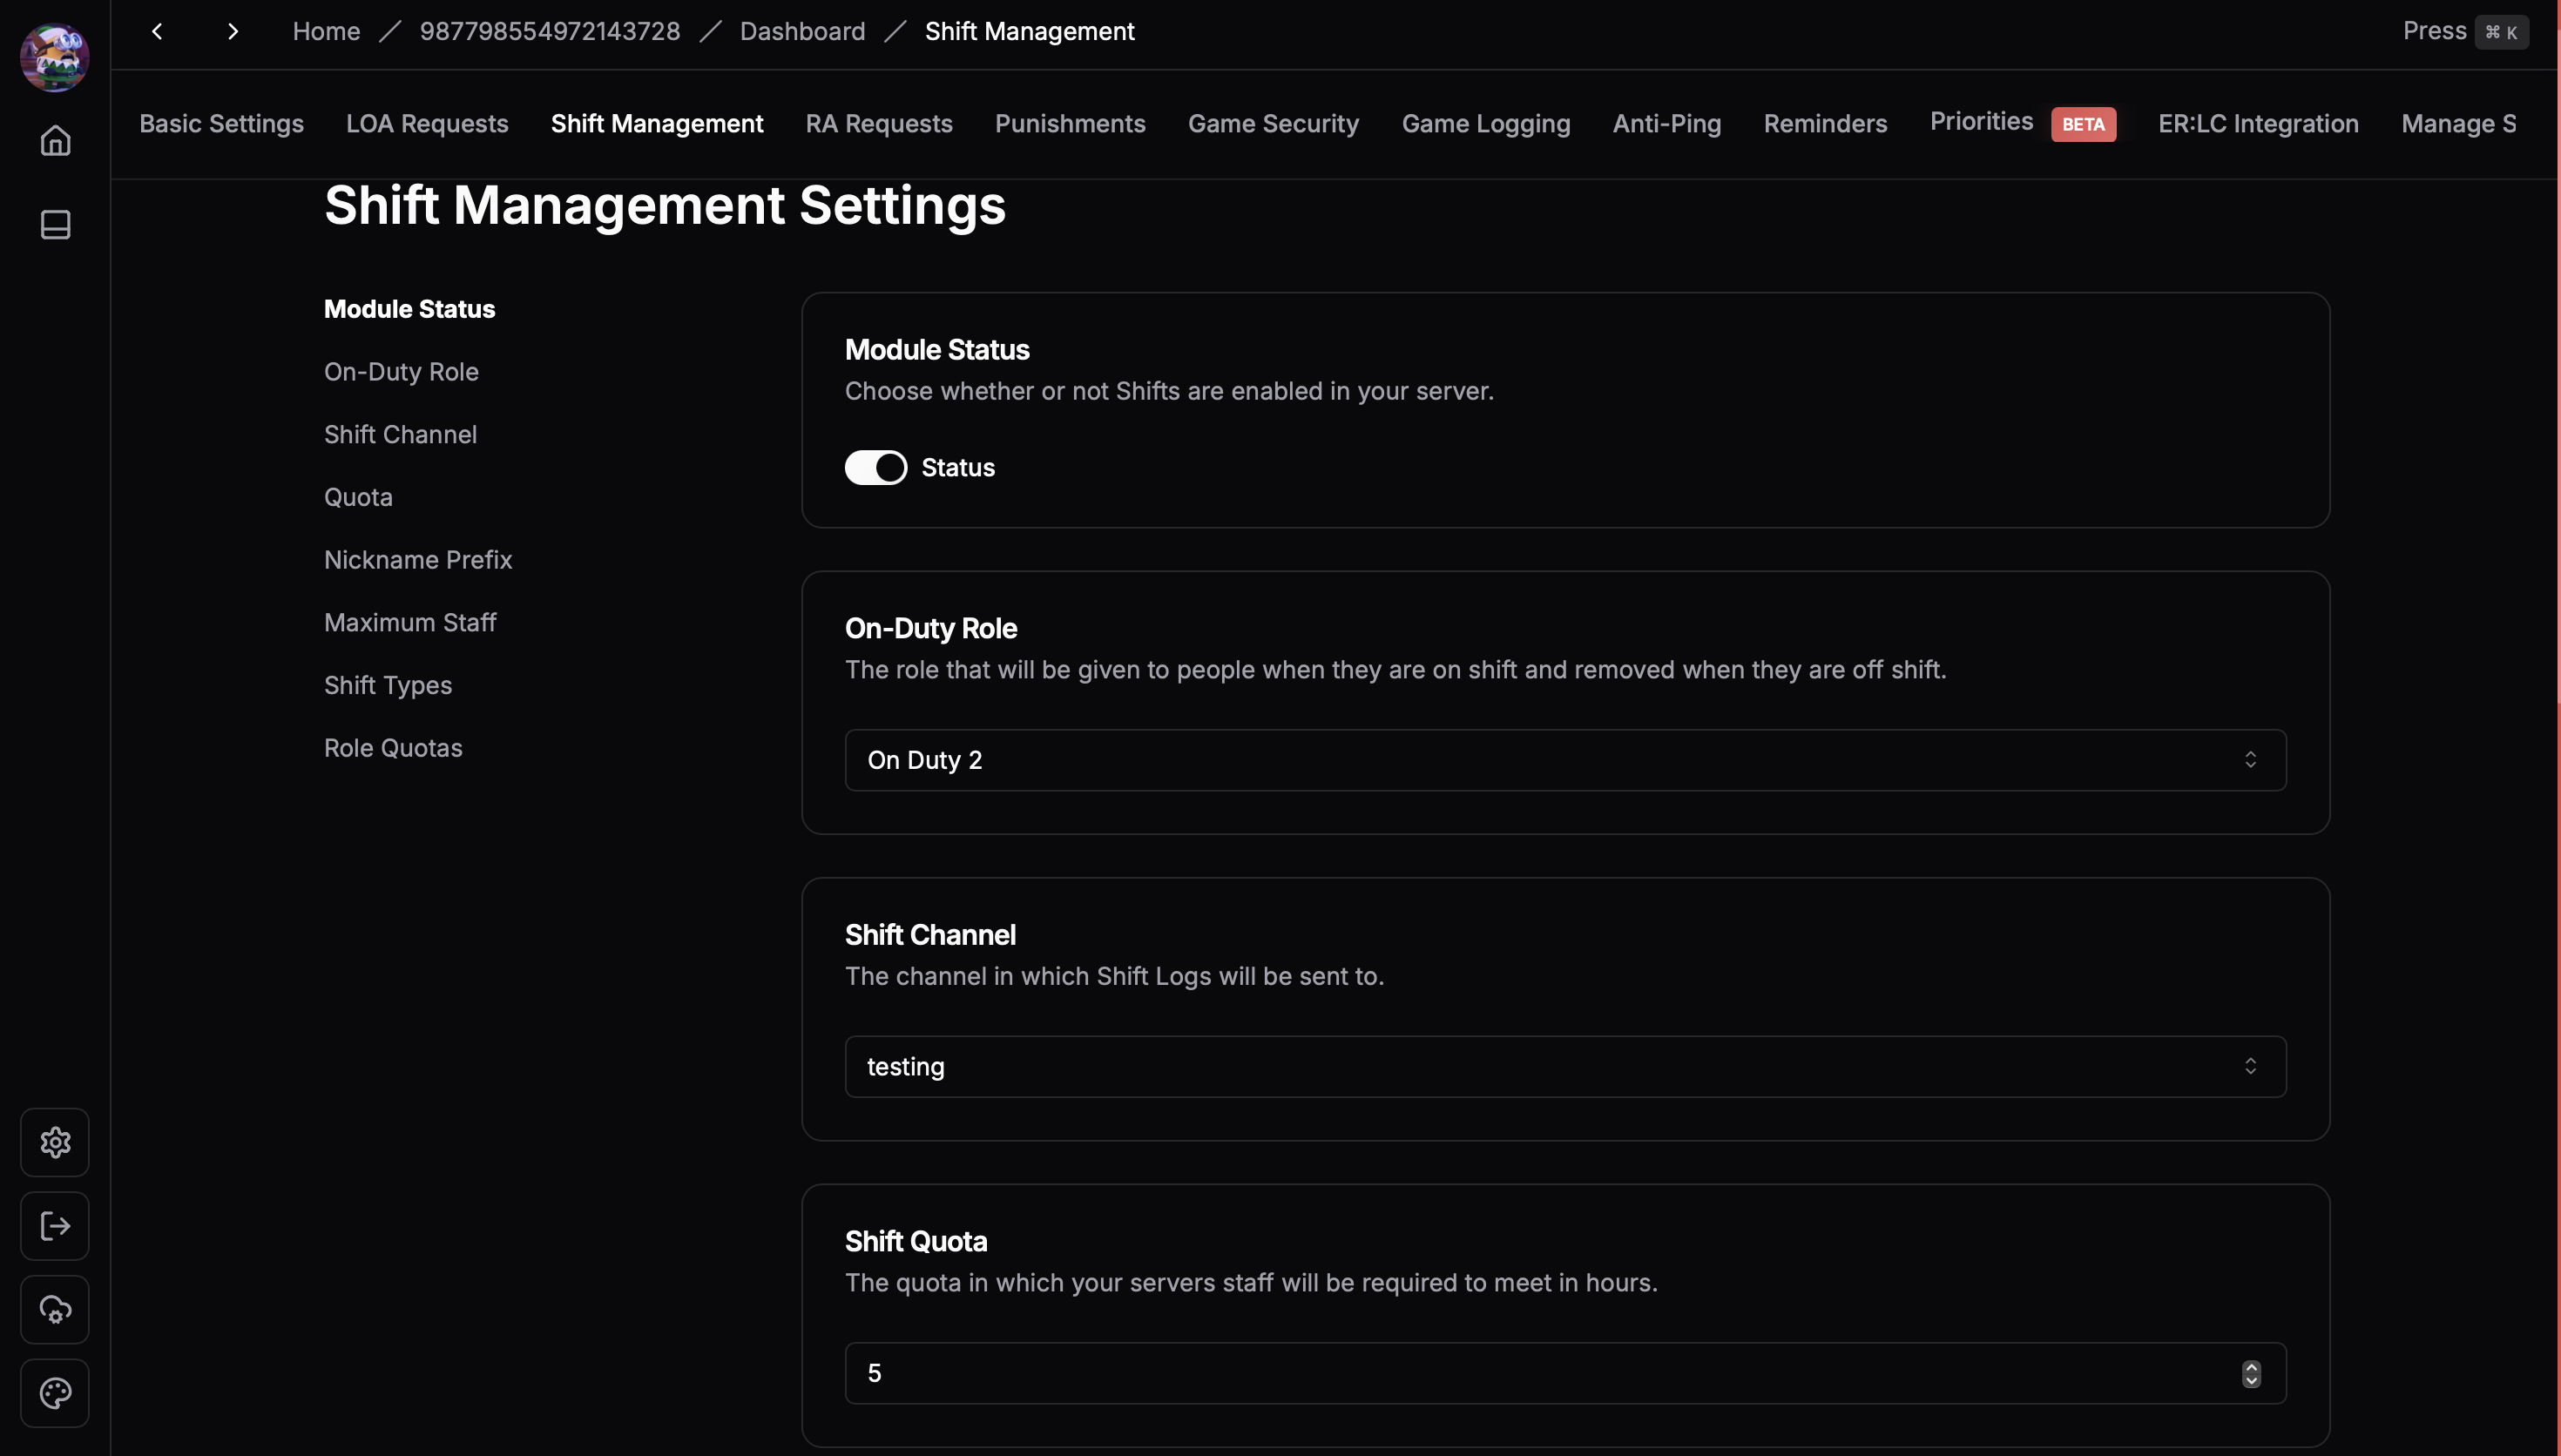 Home / 987798554972143728 / Dashboard / Shift Management
Press ⌘ K
Basic Settings LOA Requests Shift Management RA Requests Punishments Game Security Game Logging Anti-Ping Reminders Priorities BETA ER:LC Integration Manage S
Shift Management Settings
Module Status
On-Duty Role
Shift Channel
Quota
Nickname Prefix
Maximum Staff
Shift Types
Role Quotas
Module Status
Choose whether or not Shifts are enabled in your server.
Status
On-Duty Role
The role that will be given to people when they are on shift and removed when they are off shift.
On Duty 2
Shift Channel
The channel in which Shift Logs will be sent to.
testing
Shift Quota
The quota in which your servers staff will be required to meet in hours.
5